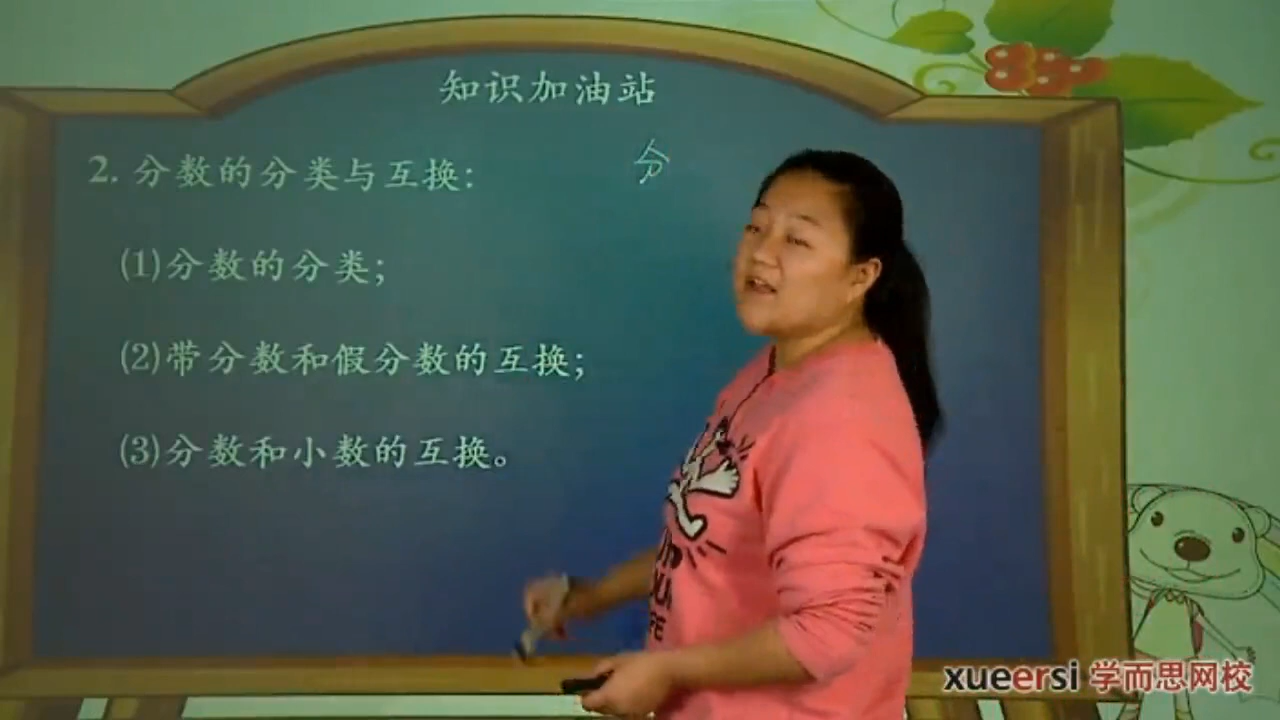 知识加油站
分
2. 分数的分类与互换:
(1)分数的分类;
(2)带分数和假分数的互换;
(3)分数和小数的互换。
xueersi 学而思网校